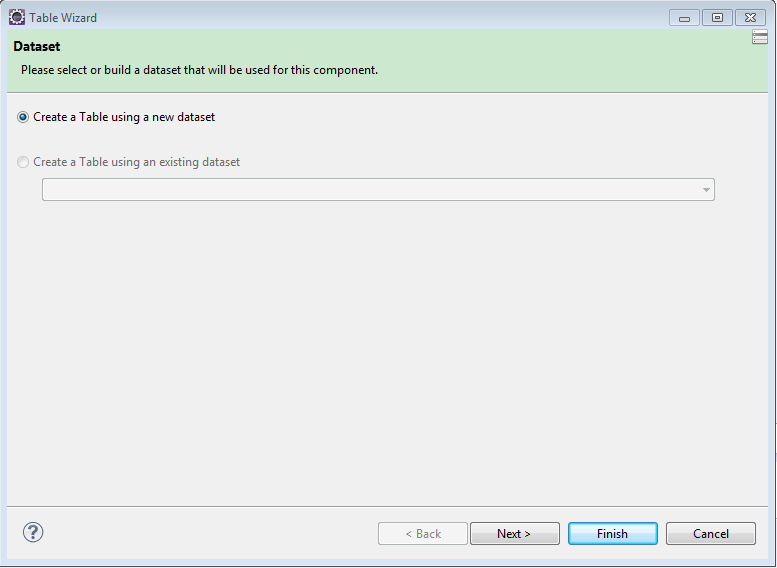 Table Wizard
Dataset
Please select or build a dataset that will be used for this component.
Create a Table using a new dataset
Create a Table using an existing dataset
?
< Back
Next >
Finish
Cancel